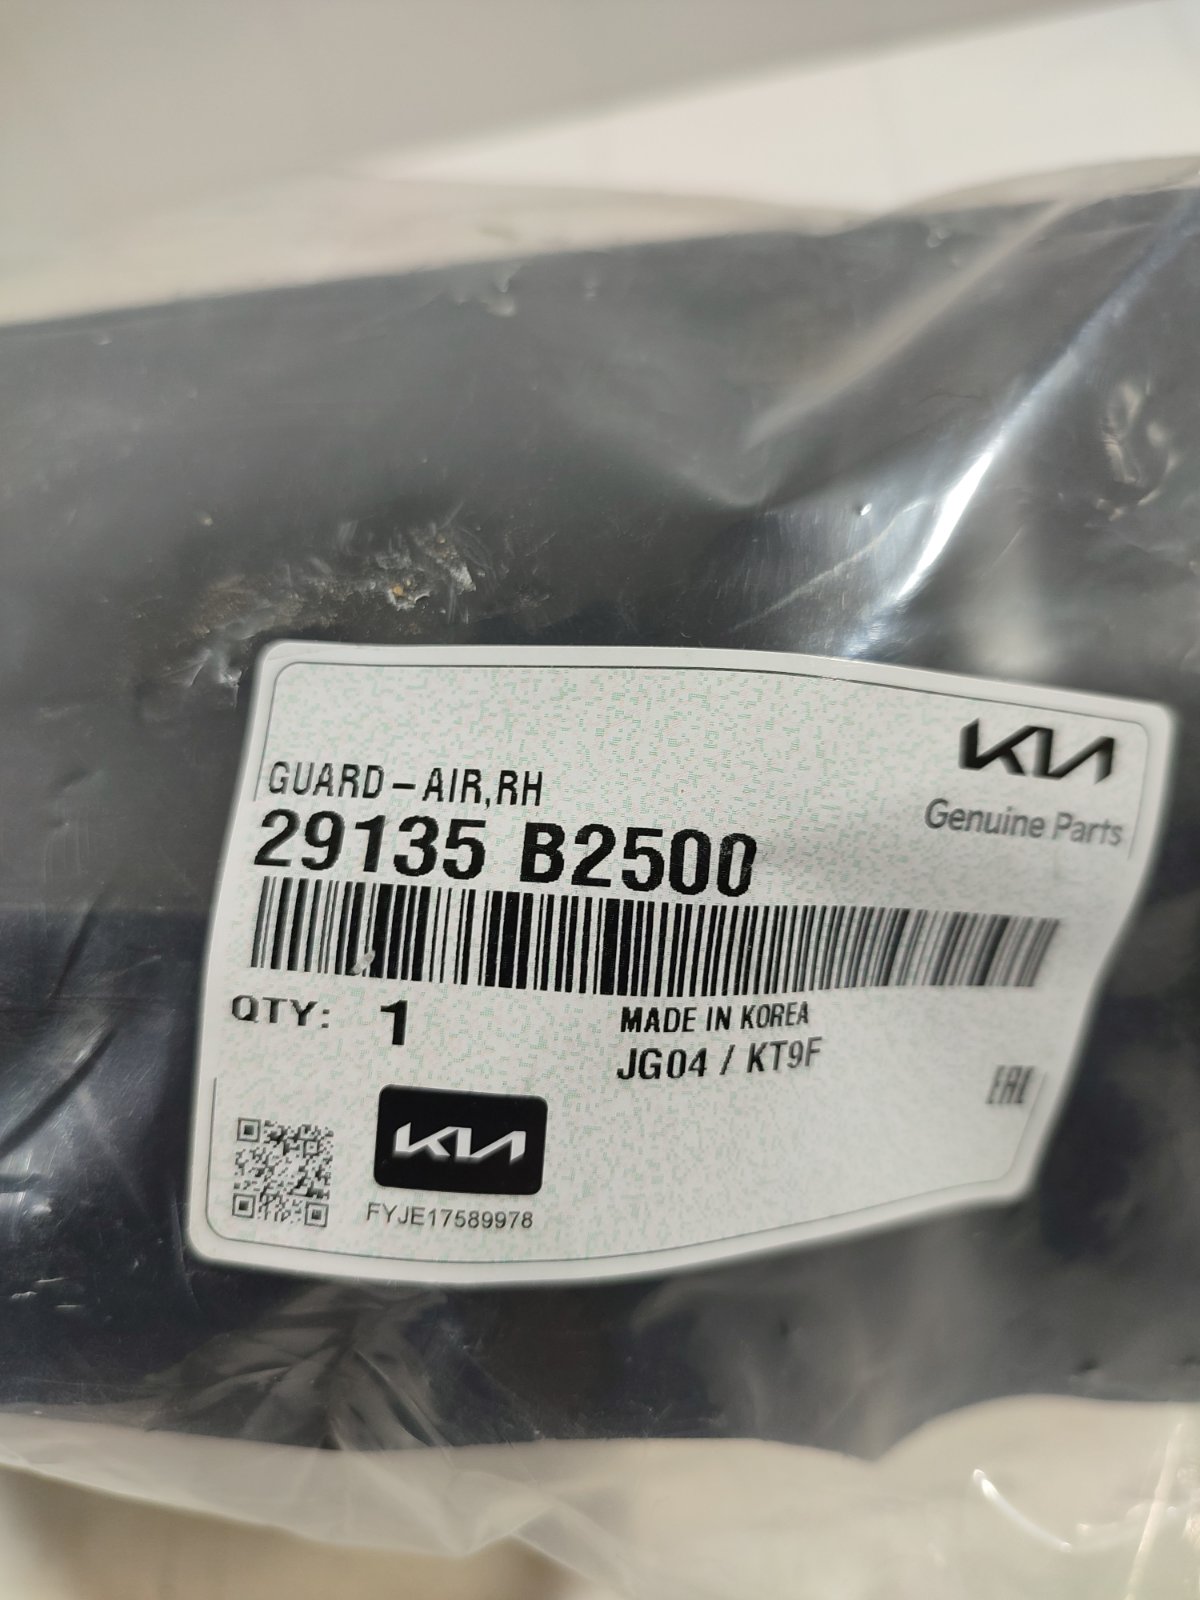 KIA
Genuine Parts
GUARD-AIR,RH
29135 B2500
QTY: 1
MADE IN KOREA
JG04 / KT9F
EAC
KIA
FYJE17589978